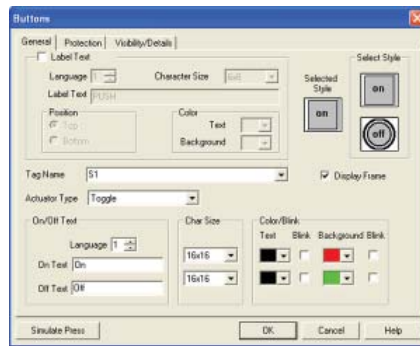 Buttons
General Protection Visibility/Details
Label Text
Language 1 Character Size 8x8
Label Text PUSH
Position
Top
Bottom
Color
Text
Background
Selected Style
on
Select Style
on
off
Tag Name S1
Display Frame
Actuator Type Toggle
On/Off Text
Language 1
On Text On
Off Text Off
Char Size
16x16
16x16
Color/Blink
Text Blink Background Blink
Simulate Press OK Cancel Help